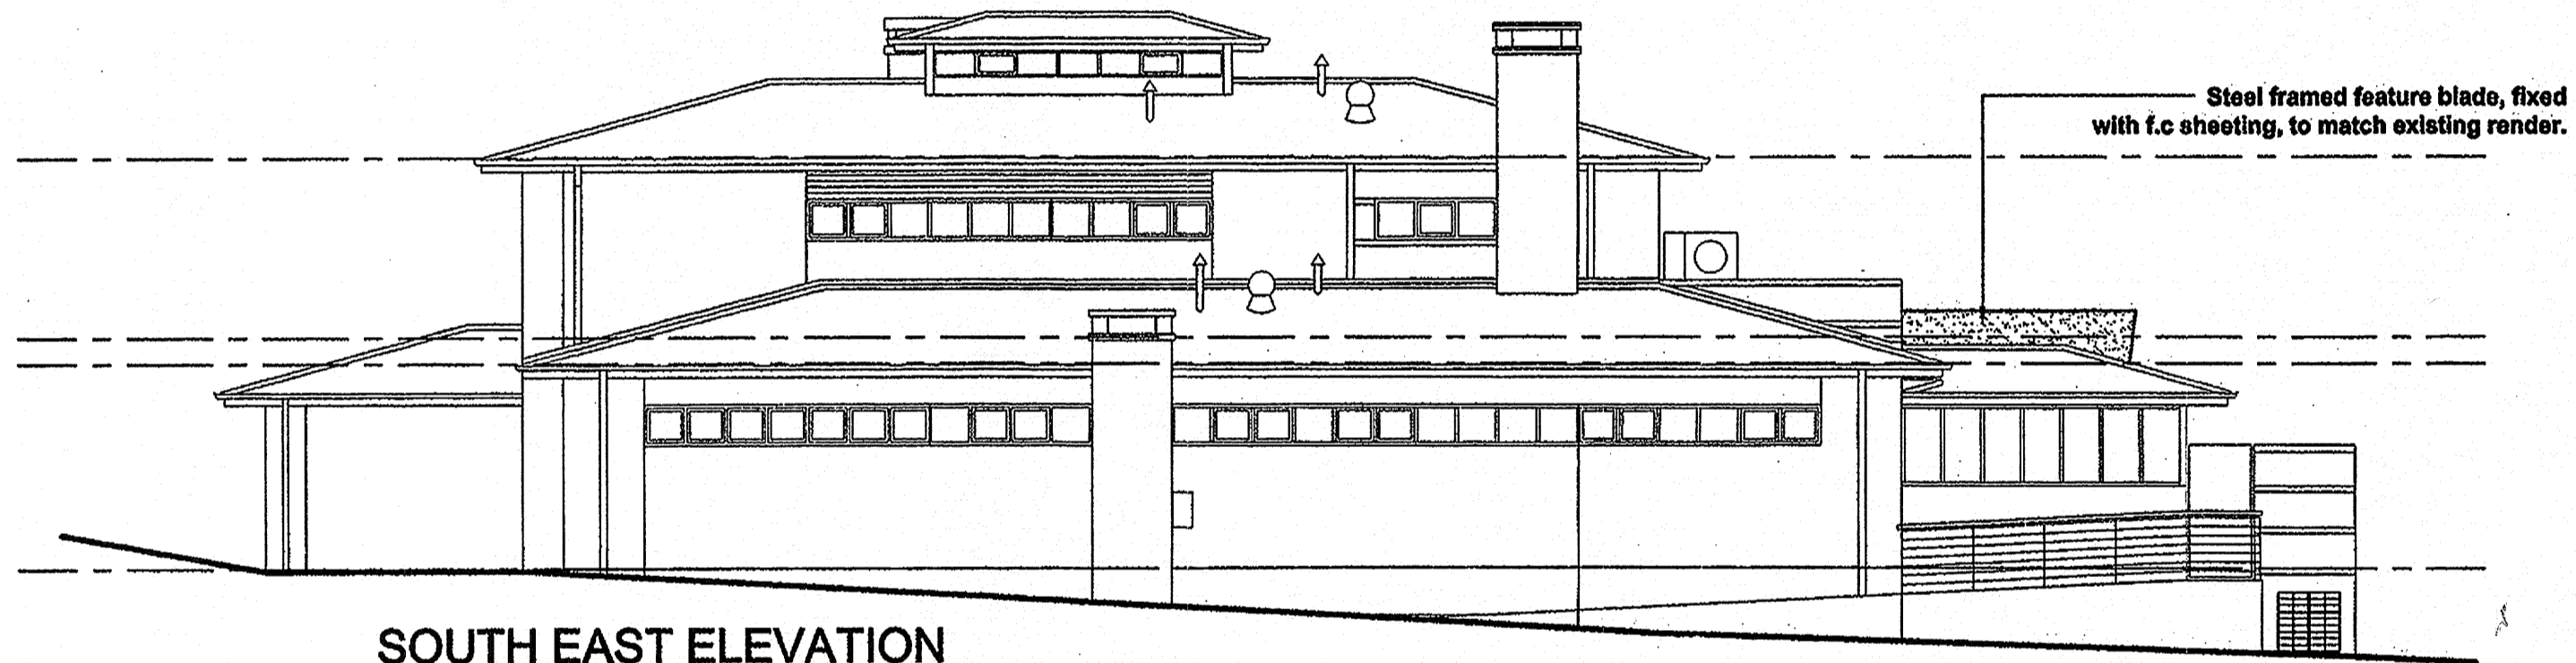 Steel framed feature blade, fixed
with f.c sheeting, to match existing render.
SOUTH EAST ELEVATION